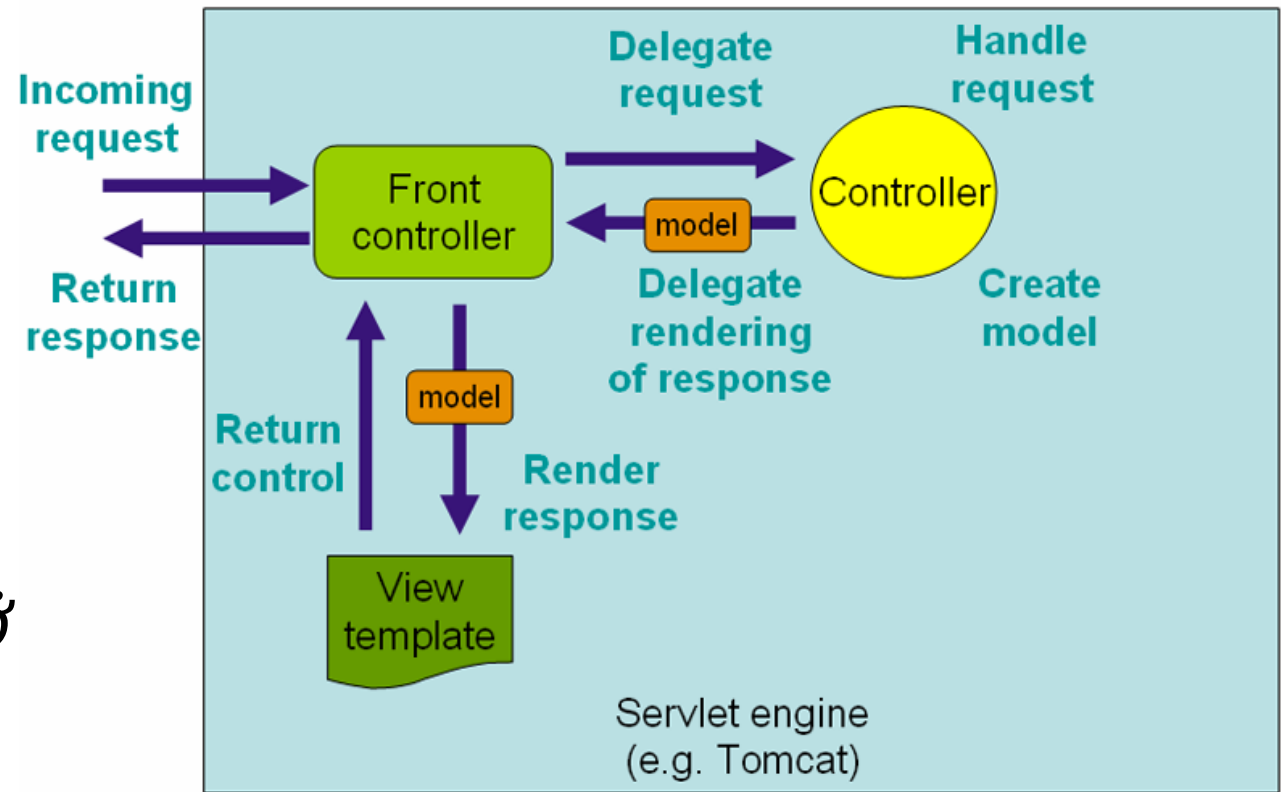 Incoming
request
Return
response
Delegate
request
Handle
request
Front
controller
Controller
model
Delegate
rendering
of response
Create
model
model
Return
control
Render
response
View
template
Servlet engine
(e.g. Tomcat)